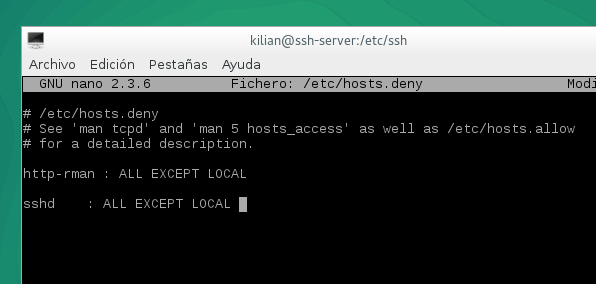 kilian@ssh-server:/etc/ssh
Archivo Edición Pestañas Ayuda
GNU nano 2.3.6 Fichero: /etc/hosts.deny Modi
# /etc/hosts.deny
# See 'man tcpd' and 'man 5 hosts_access' as well as /etc/hosts.allow
# for a detailed description.
http-rman : ALL EXCEPT LOCAL
sshd : ALL EXCEPT LOCAL